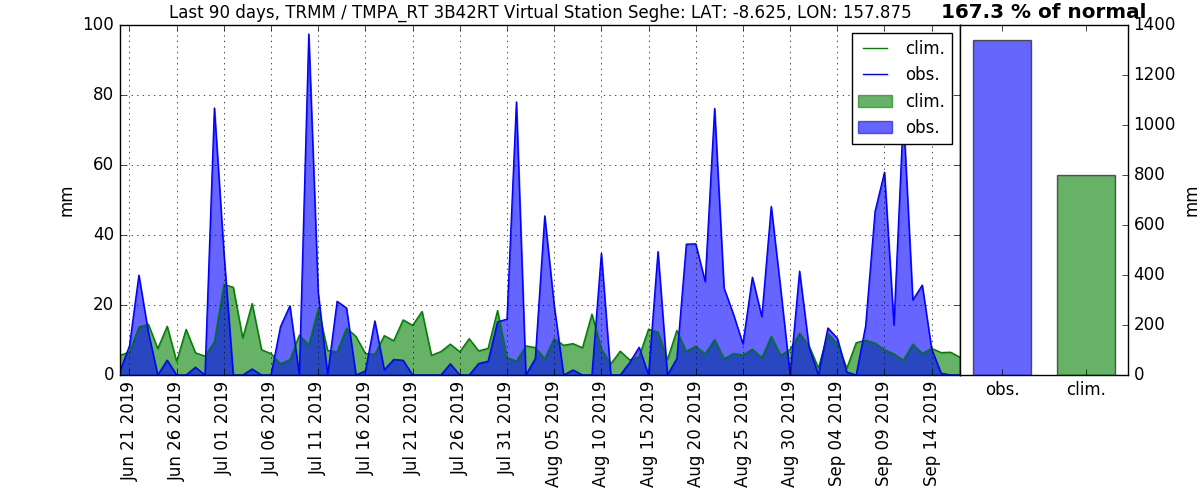 Last 90 days, TRMM / TMPA_RT 3B42RT Virtual Station Seghe: LAT: -8.625, LON: 157.875
167.3 % of normal
100
80
60
40
20
0
mm
clim.
obs.
clim.
obs.
Jun 21 2019
Jun 26 2019
Jul 01 2019
Jul 06 2019
Jul 11 2019
Jul 16 2019
Jul 21 2019
Jul 26 2019
Jul 31 2019
Aug 05 2019
Aug 10 2019
Aug 15 2019
Aug 20 2019
Aug 25 2019
Aug 30 2019
Sep 04 2019
Sep 09 2019
Sep 14 2019
1400
1200
1000
800
600
400
200
0
mm
obs.
clim.